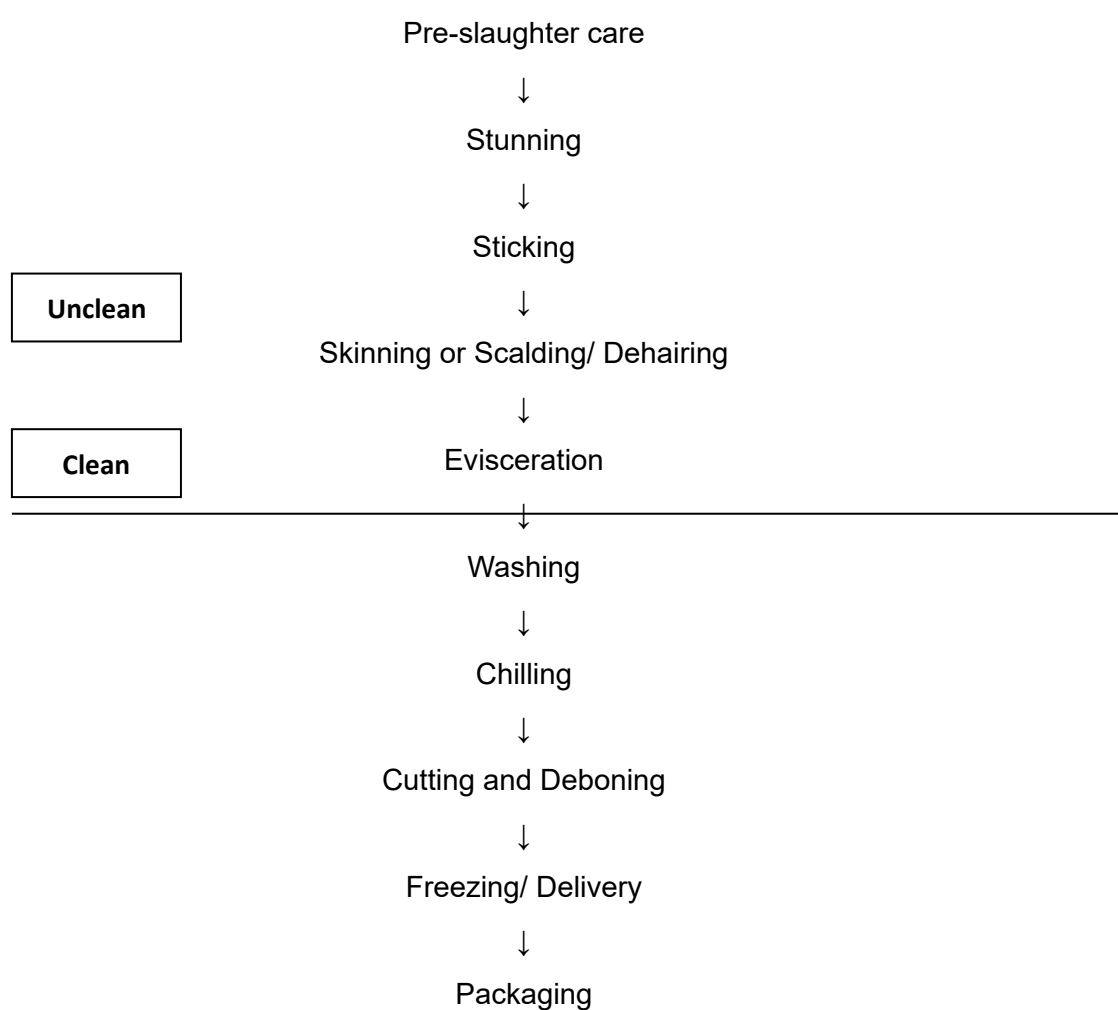 Pre-slaughter care
↓
Stunning
↓
Sticking
Unclean
↓
Skinning or Scalding/ Dehairing
↓
Clean
Evisceration
↓
Washing
↓
Chilling
↓
Cutting and Deboning
↓
Freezing/ Delivery
↓
Packaging